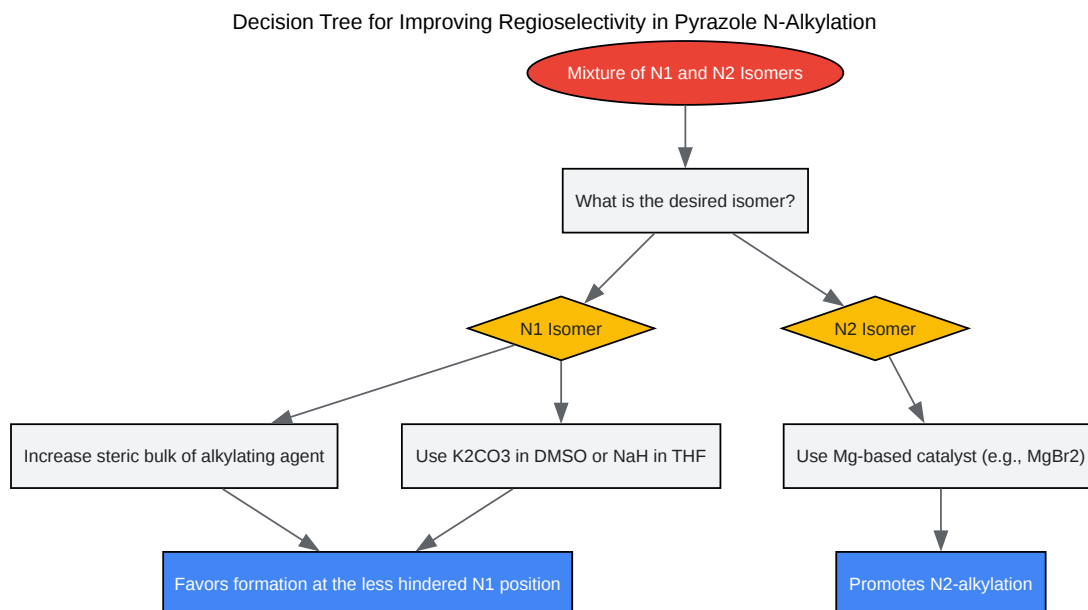 Decision Tree for Improving Regioselectivity in Pyrazole N-Alkylation
Mixture of N1 and N2 Isomers
What is the desired isomer?
N1 Isomer
N2 Isomer
Increase steric bulk of alkylating agent
Use K2CO3 in DMSO or NaH in THF
Use Mg-based catalyst (e.g., MgBr2)
Favors formation at the less hindered N1 position
Promotes N2-alkylation